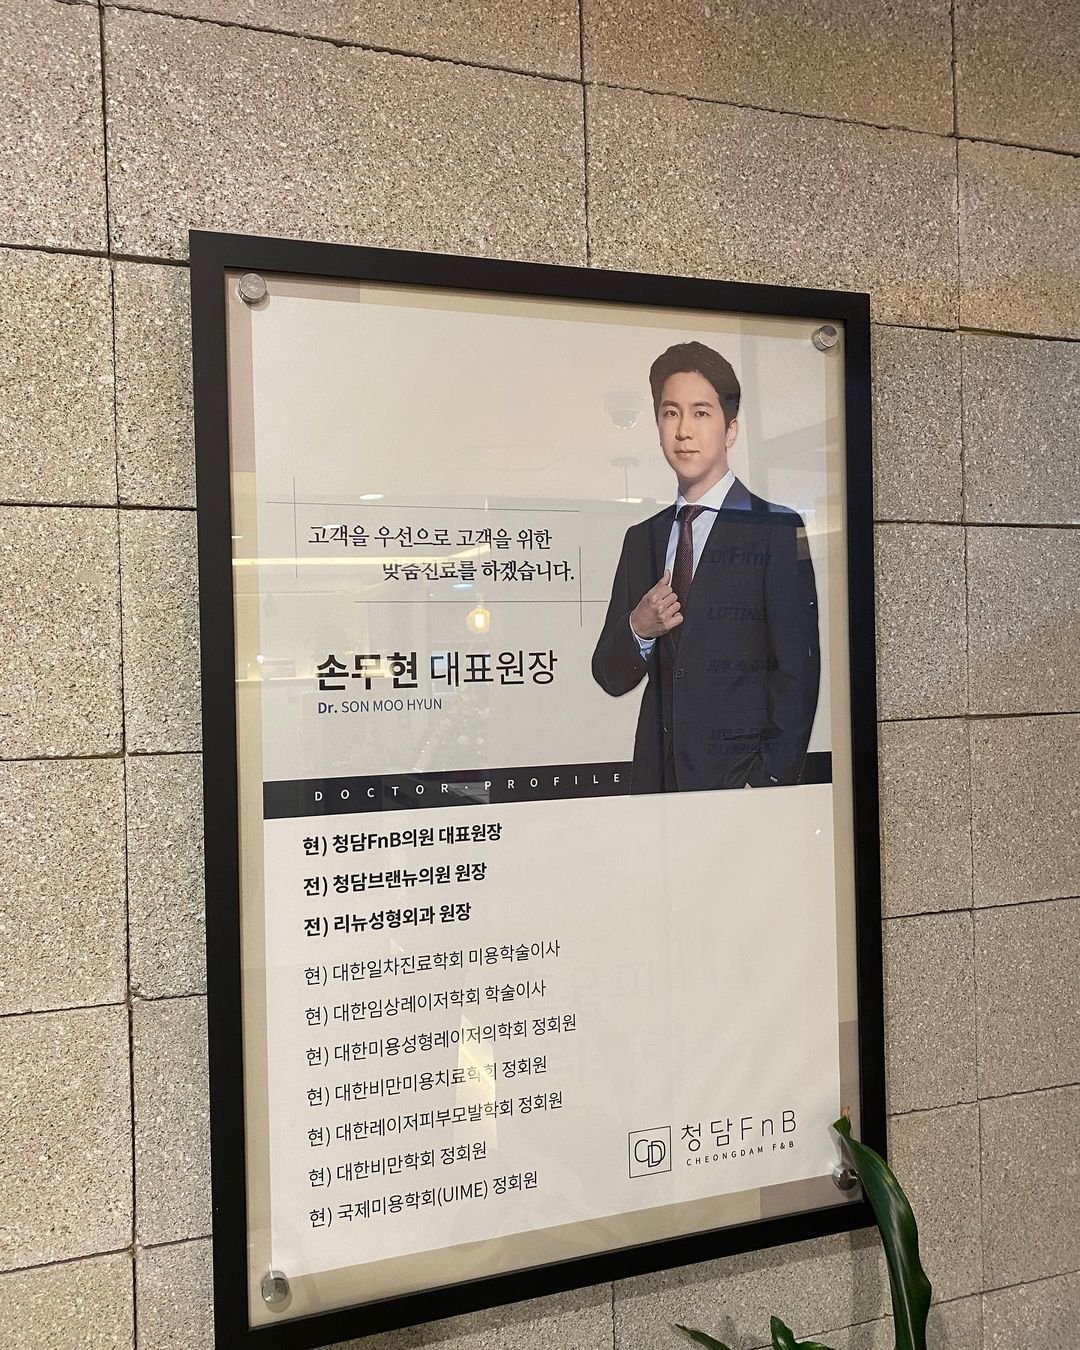 고객을 우선으로 고객을 위한
맞춤진료를 하겠습니다.
손무현 대표원장
Dr. SON MOO HYUN
DOCTOR·PROFILE
현) 청담FnB의원 대표원장
전) 청담브랜뉴의원 원장
전) 리뉴성형외과 원장
현) 대한일차진료학회 미용학술이사
현) 대한임상레이저학회 학술이사
현) 대한미용성형레이저의학회 정회원
현) 대한비만미용치료학회 정회원
현) 대한레이저피부모발학회 정회원
현) 대한비만학회 정회원
현) 국제미용학회(UIME) 정회원
CD 청담FnB
CHEONGDAM F&B
LIFTING